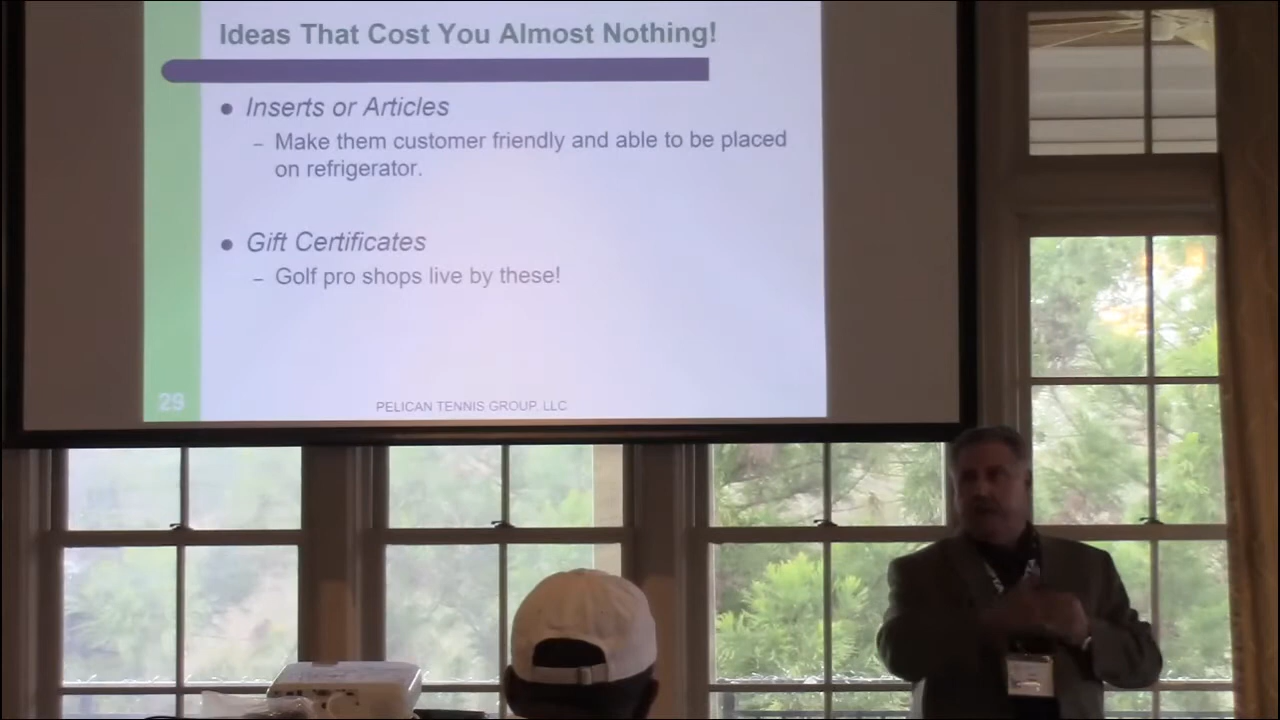 Ideas That Cost You Almost Nothing!
● Inserts or Articles
– Make them customer friendly and able to be placed
on refrigerator.
● Gift Certificates
– Golf pro shops live by these!
29
PELICAN TENNIS GROUP, LLC